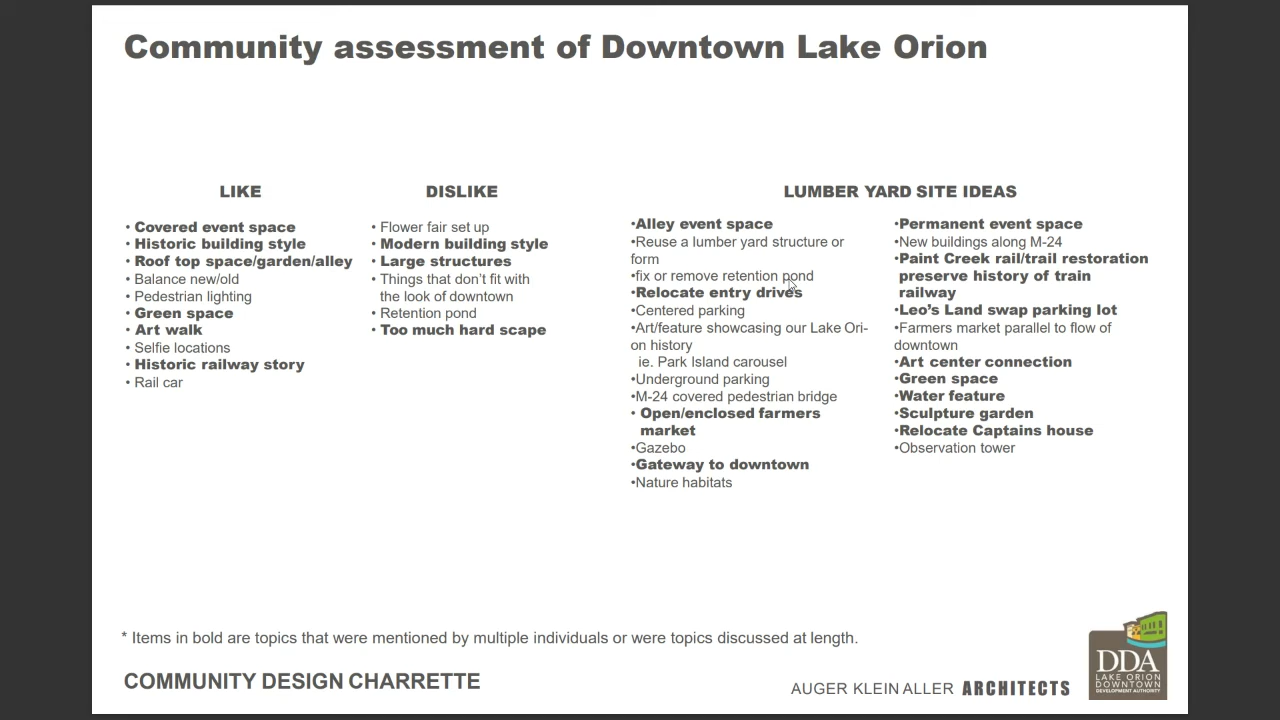 Community assessment of Downtown Lake Orion
LIKE
• Covered event space
• Historic building style
• Roof top space/garden/alley
• Balance new/old
• Pedestrian lighting
• Green space
• Art walk
• Selfie locations
• Historic railway story
• Rail car
DISLIKE
• Flower fair set up
• Modern building style
• Large structures
• Things that don’t fit with
the look of downtown
• Retention pond
• Too much hard scape
LUMBER YARD SITE IDEAS
•Alley event space
•Reuse a lumber yard structure or
form
•fix or remove retention pond
•Relocate entry drives
•Centered parking
•Art/feature showcasing our Lake Ori-
on history
ie. Park Island carousel
•Underground parking
•M-24 covered pedestrian bridge
• Open/enclosed farmers
market
•Gazebo
•Gateway to downtown
•Nature habitats
•Permanent event space
•New buildings along M-24
•Paint Creek rail/trail restoration
preserve history of train
railway
•Leo’s Land swap parking lot
•Farmers market parallel to flow of
downtown
•Art center connection
•Green space
•Water feature
•Sculpture garden
•Relocate Captains house
•Observation tower
* Items in bold are topics that were mentioned by multiple individuals or were topics discussed at length.
COMMUNITY DESIGN CHARRETTE
AUGER KLEIN ALLER ARCHITECTS
DDA
LAKE ORION
DOWNTOWN
DEVELOPMENT AUTHORITY